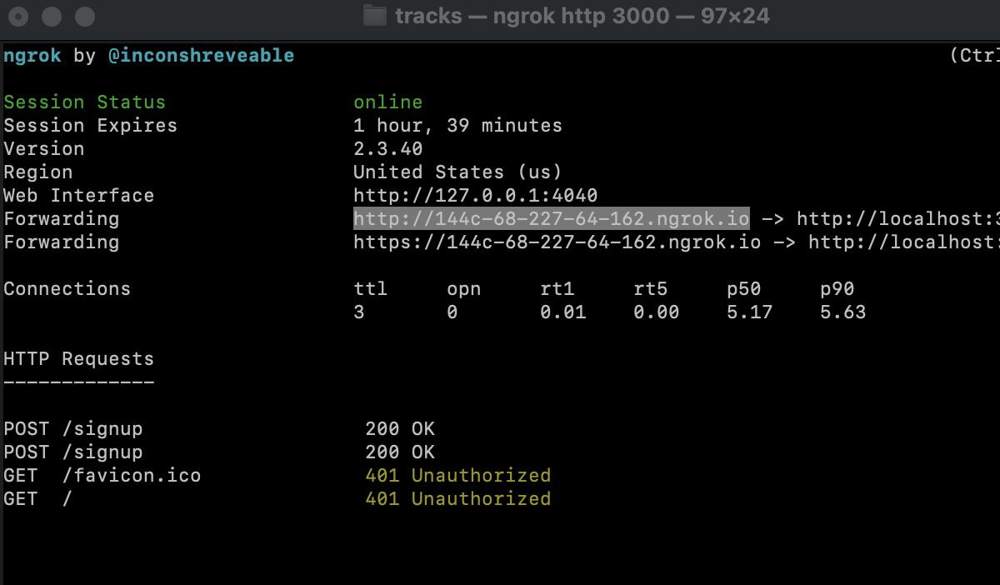 tracks — ngrok http 3000 — 97×24
ngrok by @inconshreveable (Ctrl
Session Status online
Session Expires 1 hour, 39 minutes
Version 2.3.40
Region United States (us)
Web Interface http://127.0.0.1:4040
Forwarding http://144c-68-227-64-162.ngrok.io -> http://localhost:3
Forwarding https://144c-68-227-64-162.ngrok.io -> http://localhost:
Connections ttl opn rt1 rt5 p50 p90
3 0 0.01 0.00 5.17 5.63
HTTP Requests
-------------
POST /signup 200 OK
POST /signup 200 OK
GET /favicon.ico 401 Unauthorized
GET / 401 Unauthorized